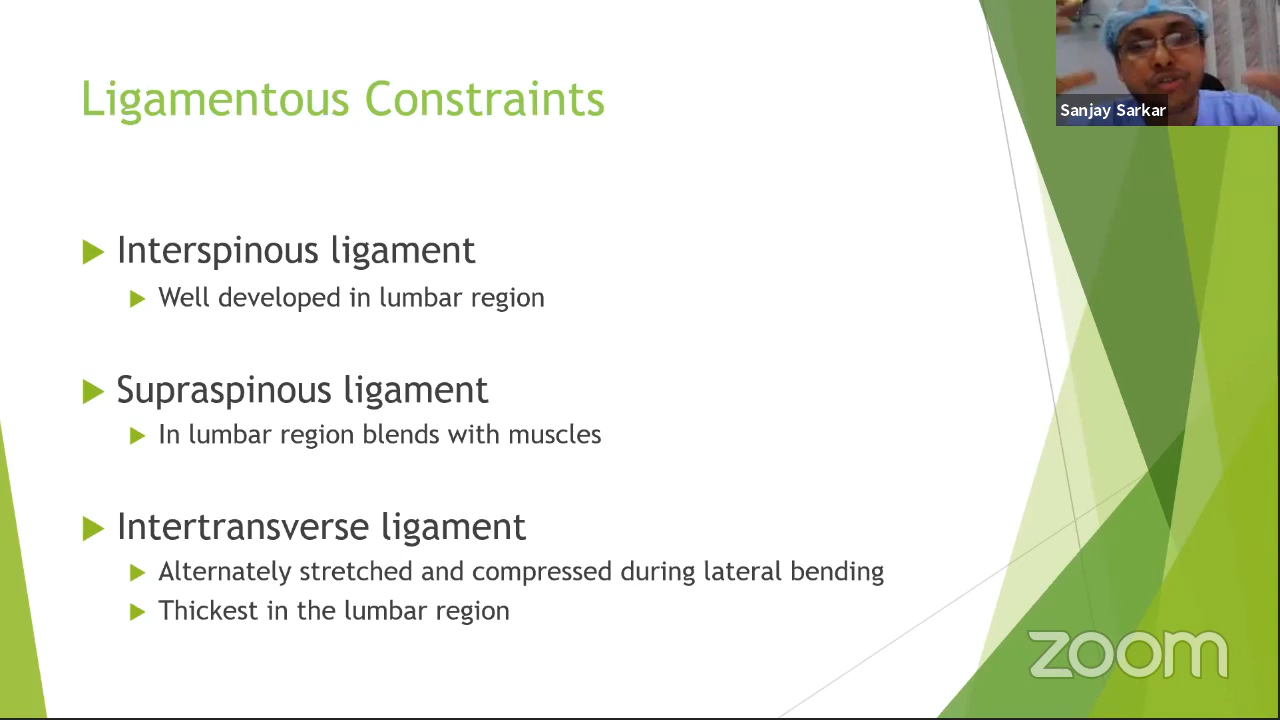 Ligamentous Constraints
Sanjay Sarkar
Interspinous ligament
Well developed in lumbar region
Supraspinous ligament
In lumbar region blends with muscles
Intertransverse ligament
Alternately stretched and compressed during lateral bending
Thickest in the lumbar region
zoom